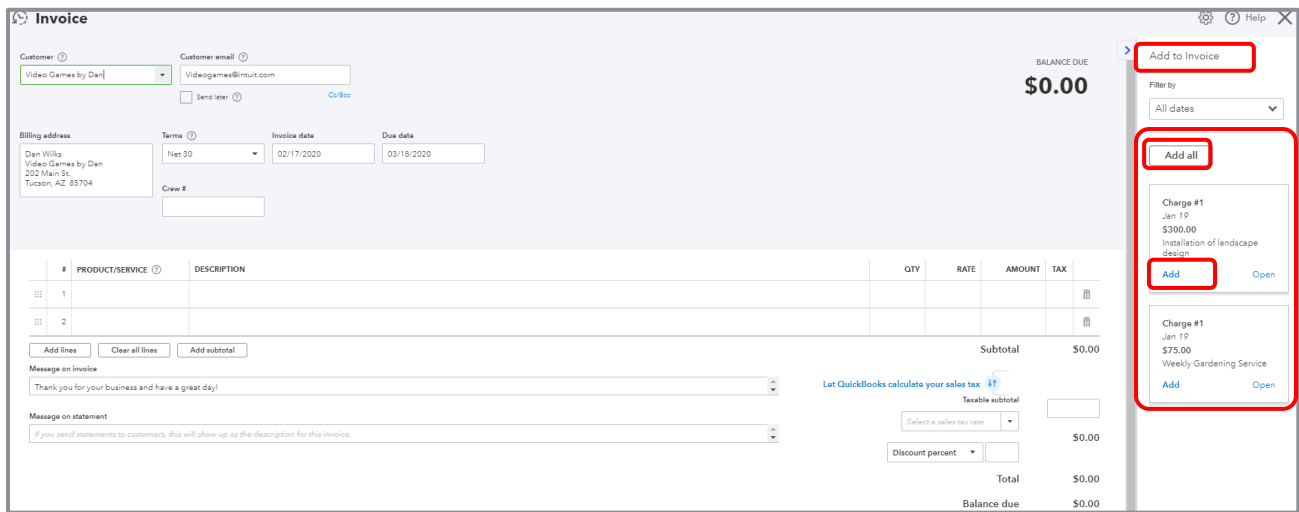 Invoice
Help
Customer
Customer email
Video Games by Dan
Videogames@intuit.com
Send later
Cc/Bcc
BALANCE DUE
$0.00
Billing address
Terms
Invoice date
Due date
Dan Wilks
Video Games by Dan
202 Main St.
Tucson, AZ 85704
Net 30
02/17/2020
03/18/2020
Crew #
# PRODUCT/SERVICE DESCRIPTION QTY RATE AMOUNT TAX
1
2
Add lines
Clear all lines
Add subtotal
Subtotal $0.00
Message on invoice
Thank you for your business and have a great day!
Let QuickBooks calculate your sales tax
Taxable subtotal
Message on statement
If you send statements to customers, this will show up as the description for this invoice.
Select a sales tax rate
$0.00
Discount percent
Total $0.00
Balance due $0.00
Add to Invoice
Filter by
All dates
Add all
Charge #1
Jan 19
$300.00
Installation of landscape
design
Add Open
Charge #1
Jan 19
$75.00
Weekly Gardening Service
Add Open